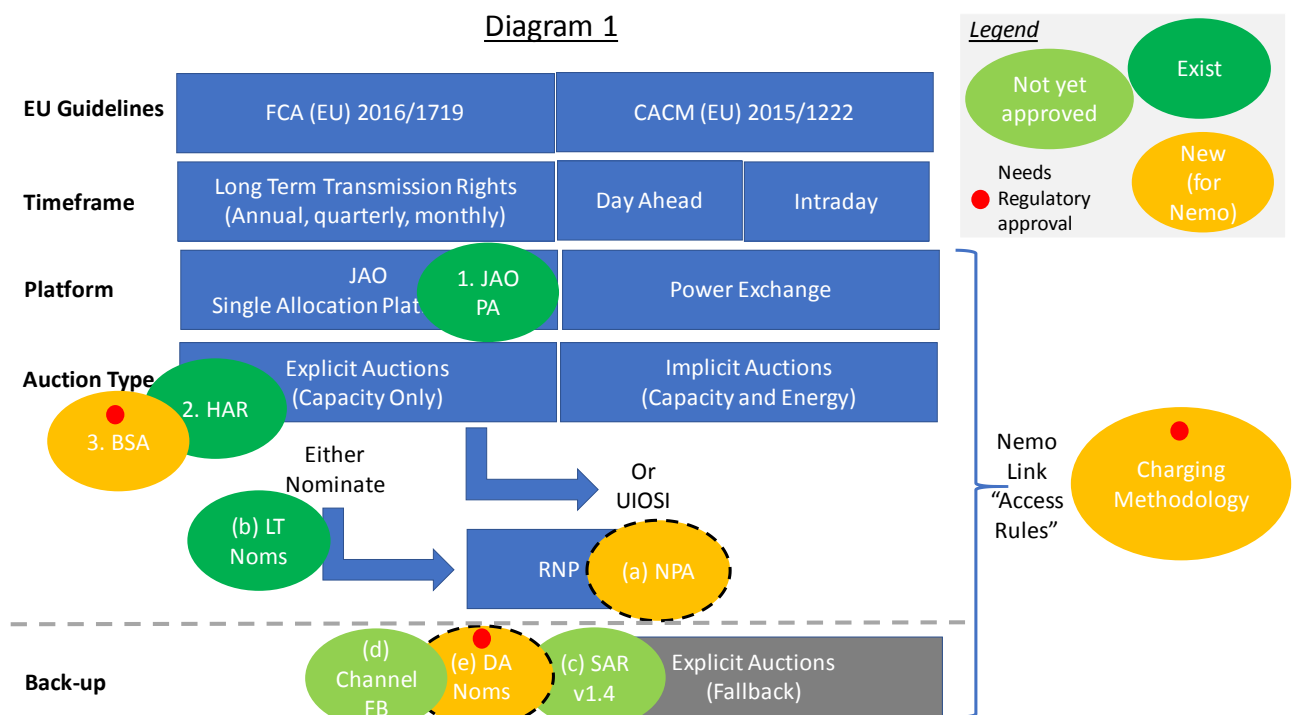 Diagram 1
Legend
Not yet
approved
Exist
Needs
Regulatory
approval
New
(for
Nemo)
EU Guidelines
FCA (EU) 2016/1719
CACM (EU) 2015/1222
Timeframe
Long Term Transmission Rights
(Annual, quarterly, monthly)
Day Ahead
Intraday
Platform
JAO
Single Allocation Plat
1. JAO
PA
Power Exchange
Auction Type
Explicit Auctions
(Capacity Only)
Implicit Auctions
(Capacity and Energy)
2. HAR
3. BSA
Either
Nominate
Or
UIOSI
(b) LT
Noms
RNP
(a) NPA
Nemo
Link
“Access
Rules”
Charging
Methodology
Back-up
(d)
Channel
FB
(e) DA
Noms
(c) SAR
v1.4
Explicit Auctions
(Fallback)